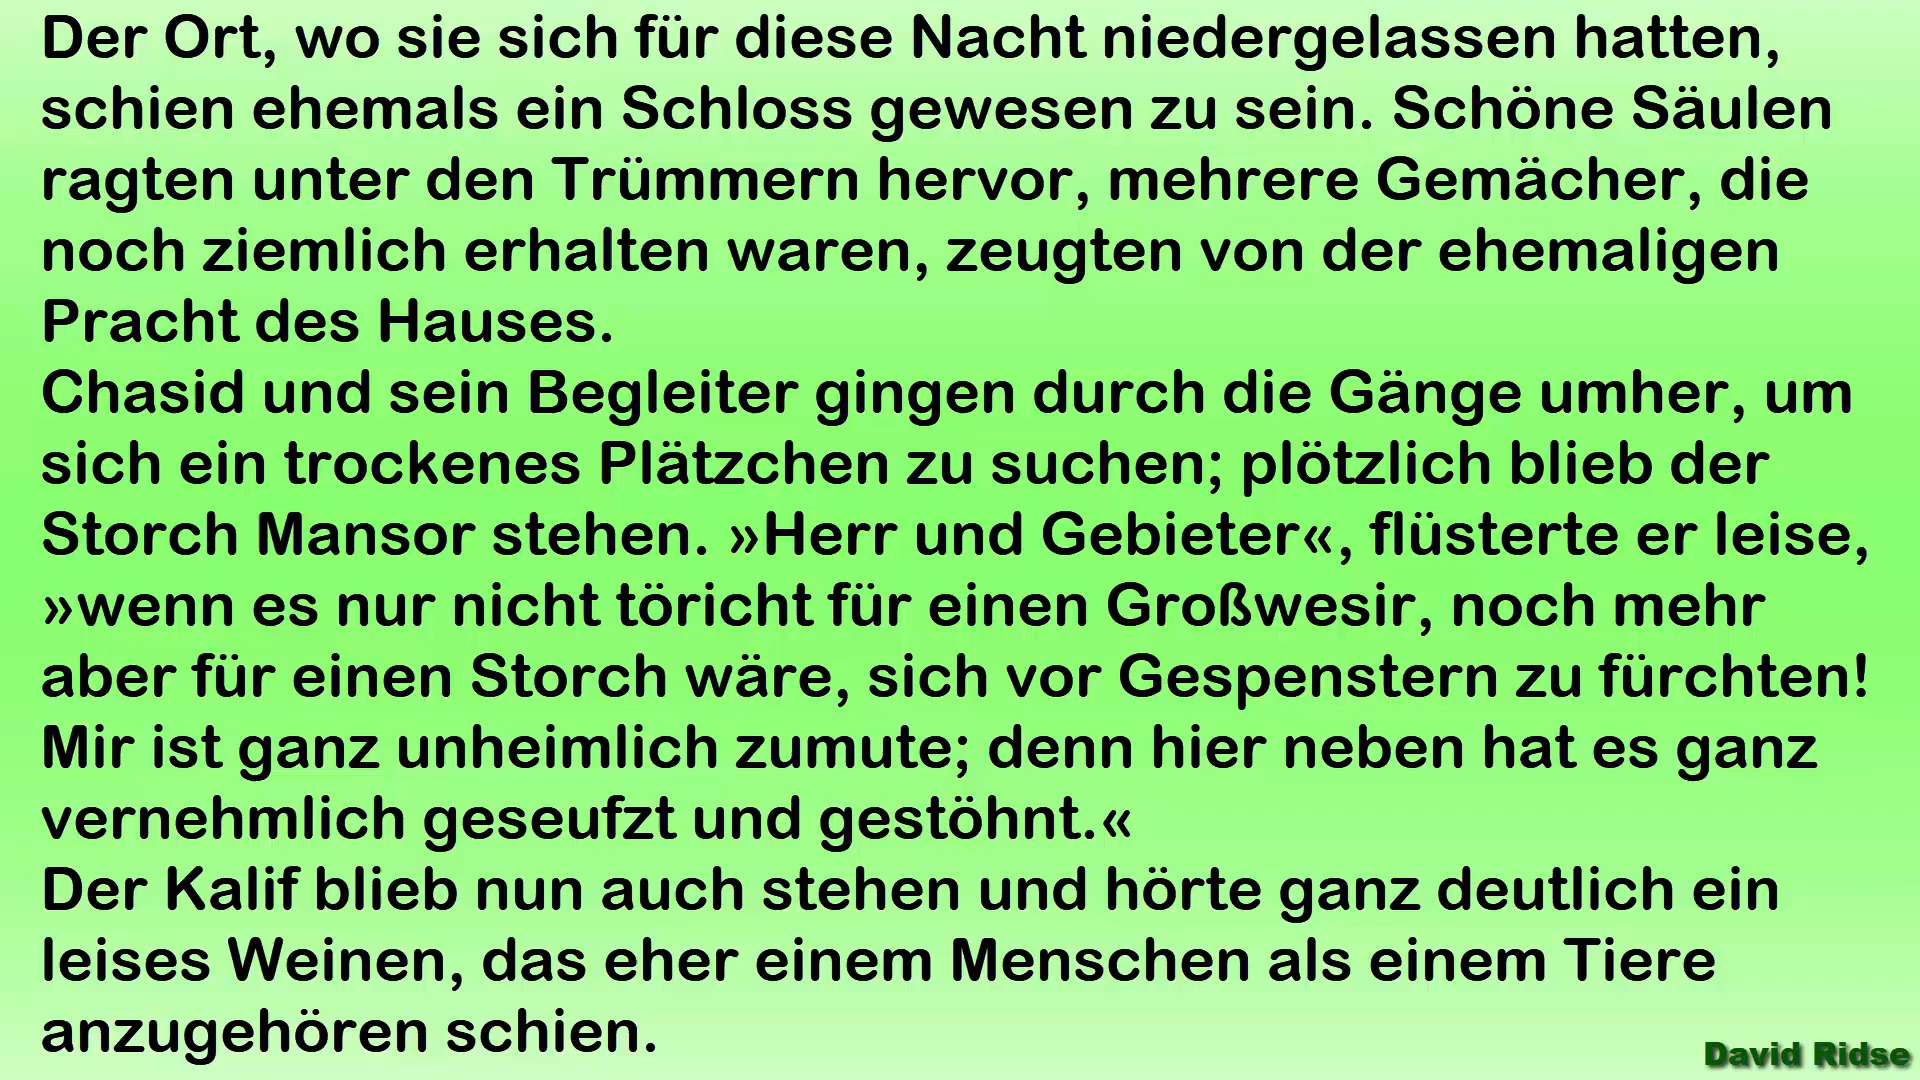 Der Ort, wo sie sich für diese Nacht niedergelassen hatten,
schien ehemals ein Schloss gewesen zu sein. Schöne Säulen
ragten unter den Trümmern hervor, mehrere Gemächer, die
noch ziemlich erhalten waren, zeugten von der ehemaligen
Pracht des Hauses.
Chasid und sein Begleiter gingen durch die Gänge umher, um
sich ein trockenes Plätzchen zu suchen; plötzlich blieb der
Storch Mansor stehen. »Herr und Gebieter«, flüsterte er leise,
»wenn es nur nicht töricht für einen Großwesir, noch mehr
aber für einen Storch wäre, sich vor Gespenstern zu fürchten!
Mir ist ganz unheimlich zumute; denn hier neben hat es ganz
vernehmlich geseufzt und gestöhnt.«
Der Kalif blieb nun auch stehen und hörte ganz deutlich ein
leises Weinen, das eher einem Menschen als einem Tiere
anzugehören schien.
David Ridse